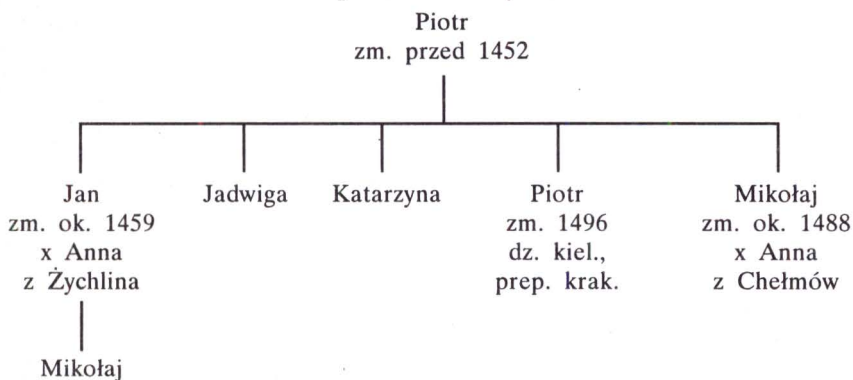 Piotr
zm. przed 1452
Jan
zm. ok. 1459
x Anna
z Żychlina
Jadwiga
Katarzyna
Piotr
zm. 1496
dz. kiel.,
prep. krak.
Mikołaj
zm. ok. 1488
x Anna
z Chełmów
Mikołaj